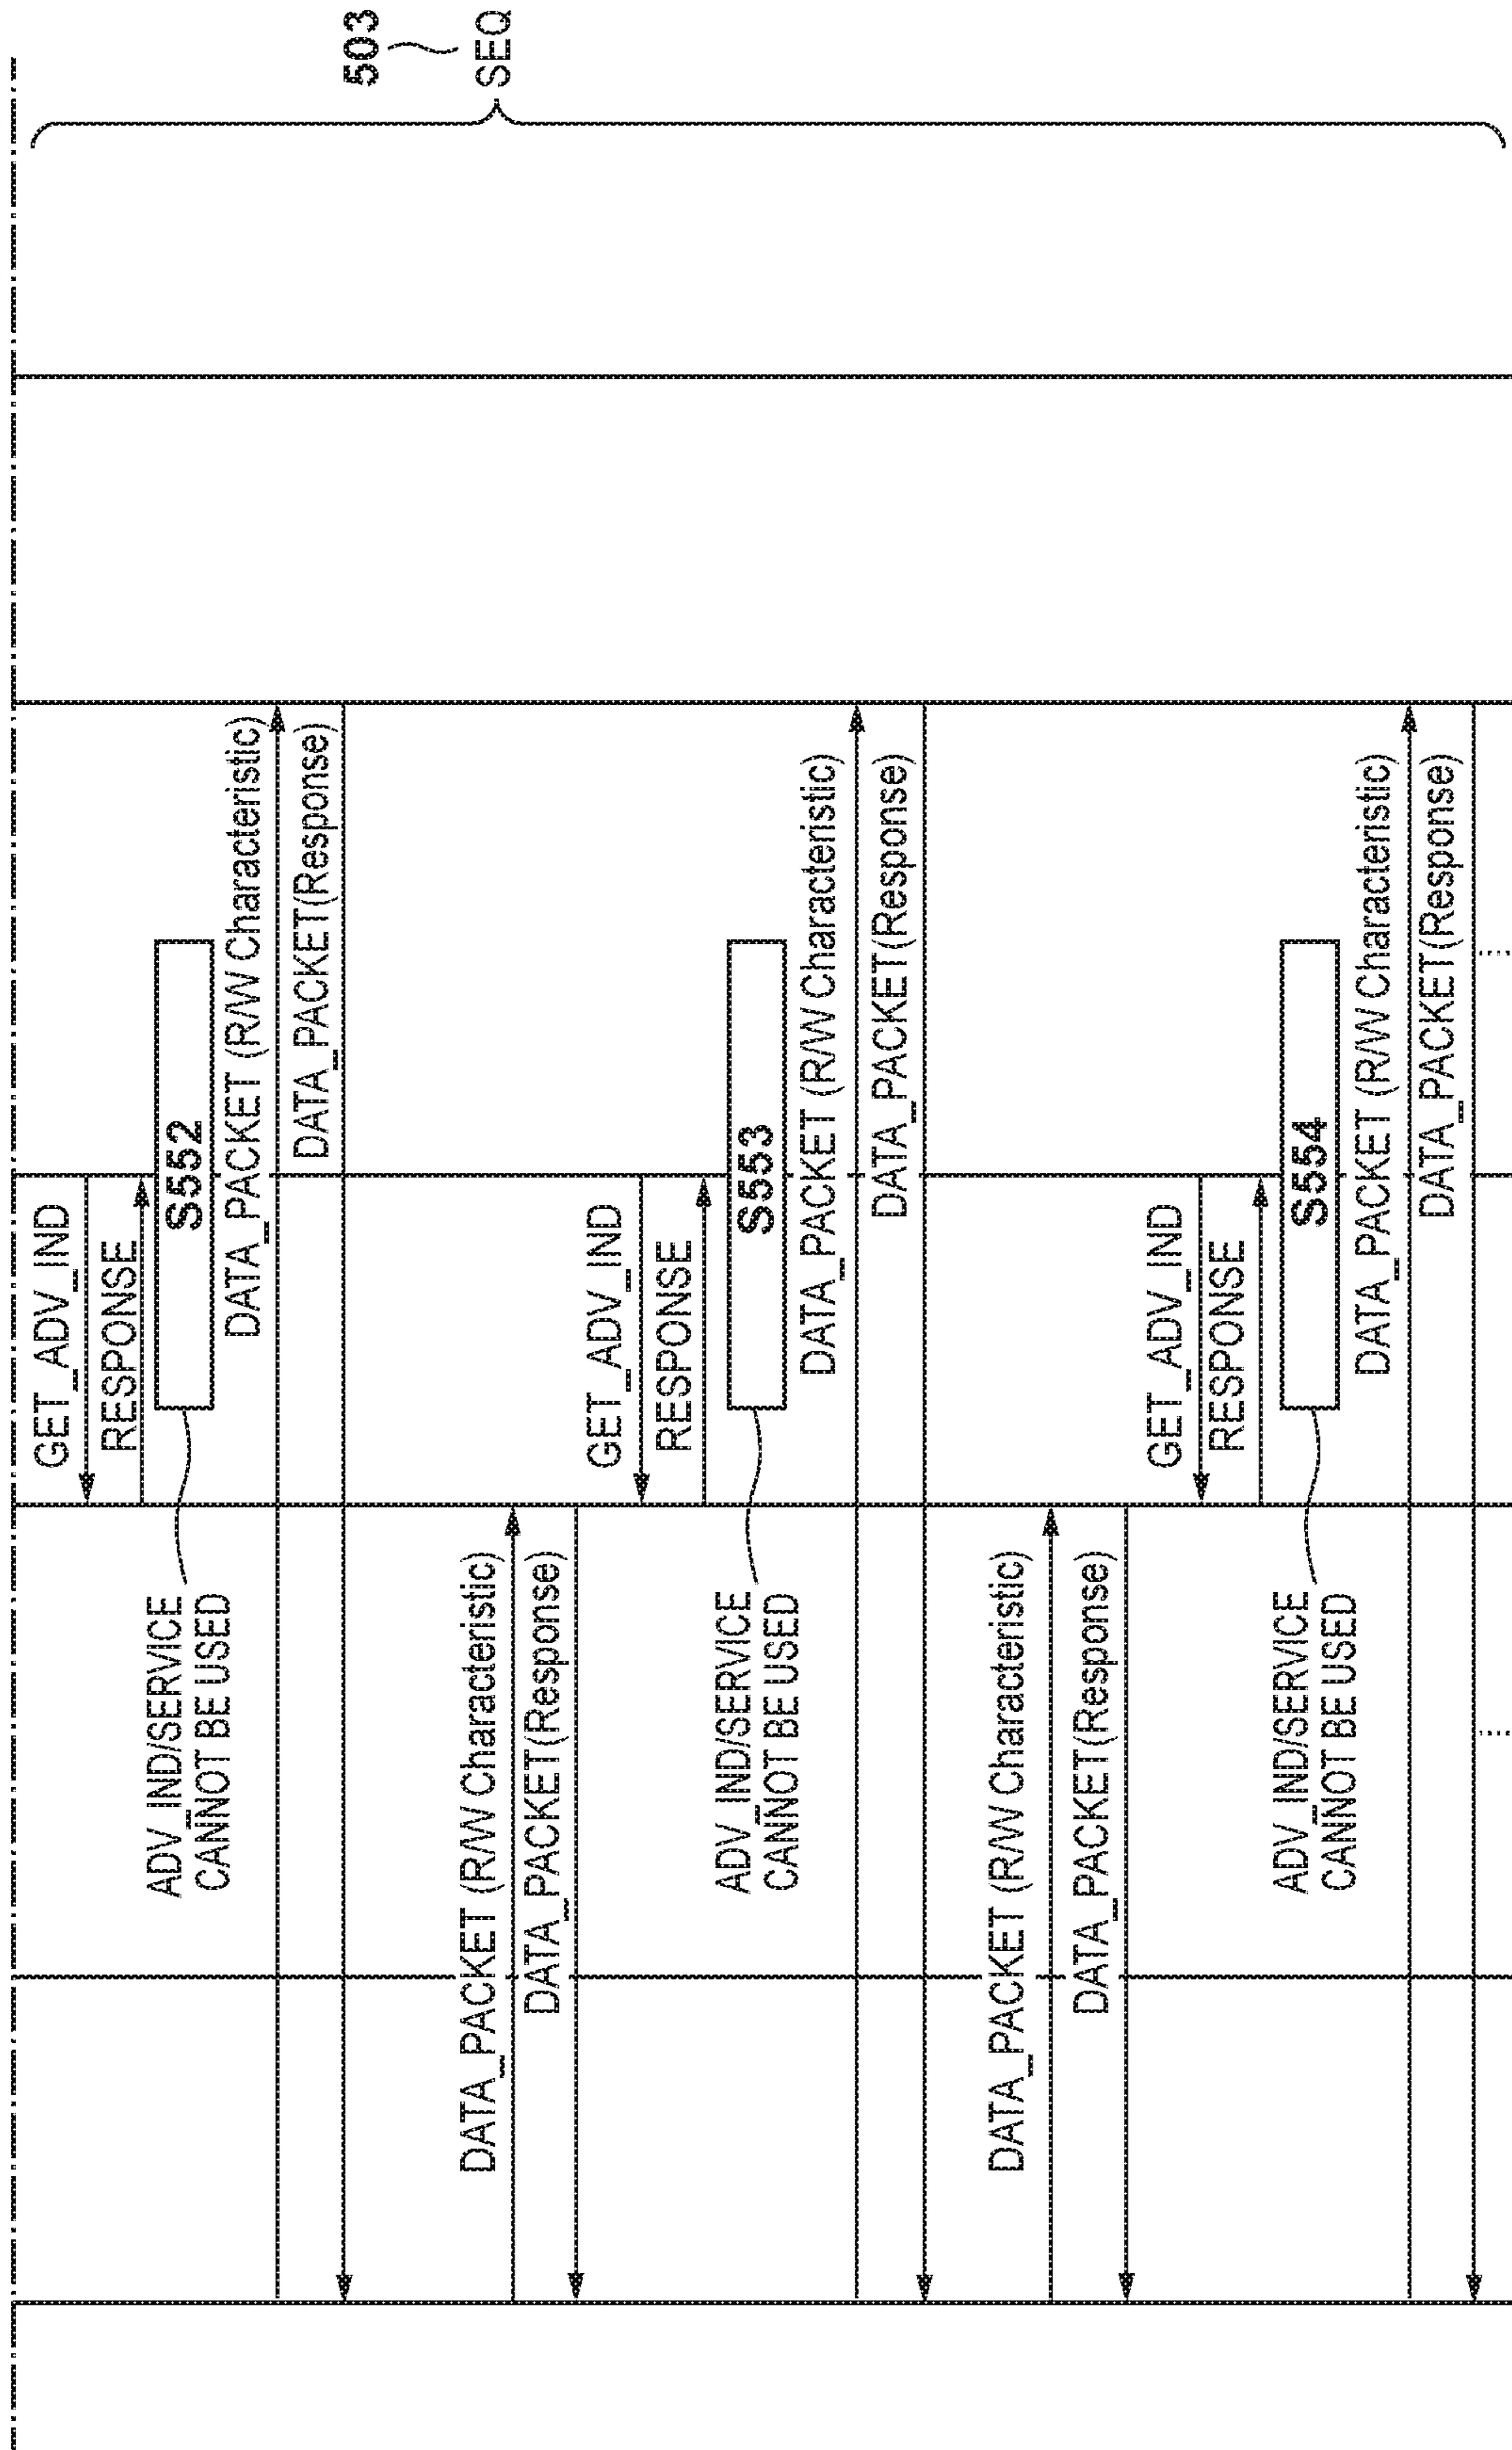 503
SEQ
GET_ADV_IND
RESPONSE
S552
ADV_IND/SERVICE
CANNOT BE USED
DATA_PACKET (R/W Characteristic)
DATA_PACKET(Response)
DATA_PACKET (R/W Characteristic)
DATA_PACKET(Response)
GET_ADV_IND
RESPONSE
S553
ADV_IND/SERVICE
CANNOT BE USED
DATA_PACKET (R/W Characteristic)
DATA_PACKET(Response)
DATA_PACKET (R/W Characteristic)
DATA_PACKET(Response)
GET_ADV_IND
RESPONSE
S554
ADV_IND/SERVICE
CANNOT BE USED
DATA_PACKET (R/W Characteristic)
DATA_PACKET(Response)